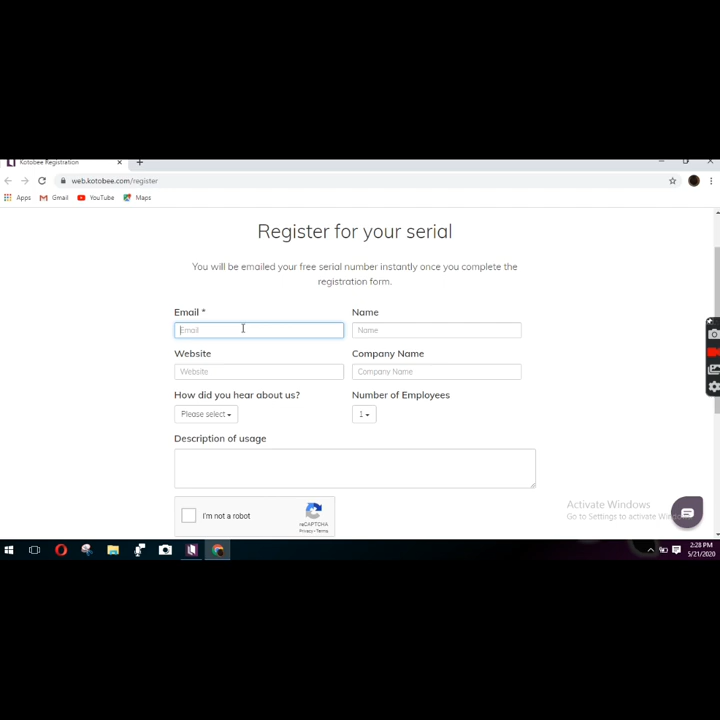 Kotobee Registration
web.kotobee.com/register
Apps Gmail YouTube Maps
Register for your serial
You will be emailed your free serial number instantly once you complete the
registration form.
Email * Name
Email Name
Website Company Name
Website Company Name
How did you hear about us? Number of Employees
Please select 1
Description of usage
I'm not a robot
reCAPTCHA
Privacy - Terms
Activate Windows
Go to Settings to activate
2:28 PM
5/21/2020